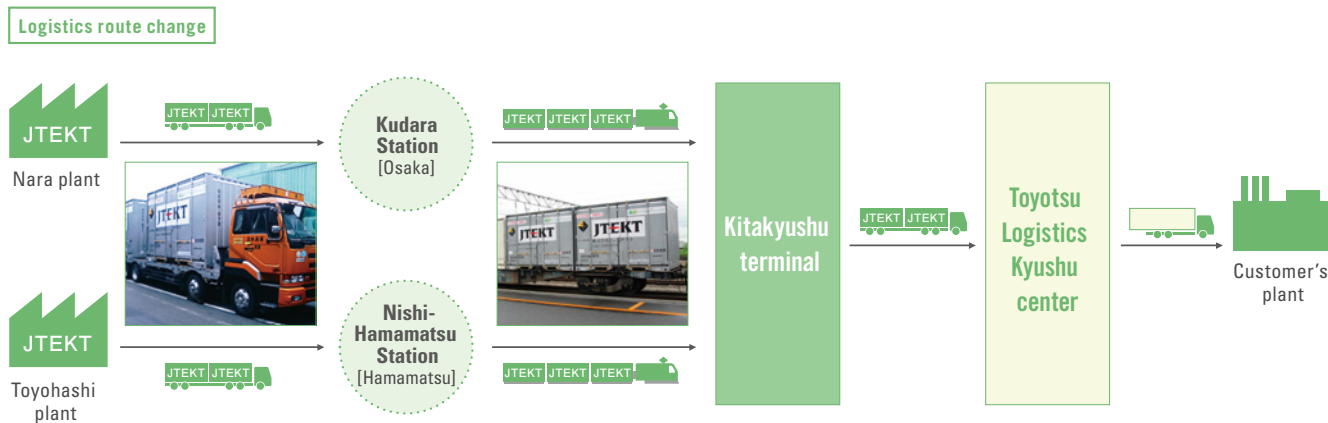 Logistics route change
JTEKT
Nara plant
JTEKT JTEKT
Kudara
Station
[Osaka]
JTEKT JTEKT JTEKT
JTEKT
JTEKT
JTEKT
JTEKT
Toyohashi
plant
JTEKT JTEKT
Nishi-
Hamamatsu
Station
[Hamamatsu]
JTEKT JTEKT JTEKT
Kitakyushu
terminal
JTEKT JTEKT
Toyotsu
Logistics
Kyushu
center
Customer's
plant